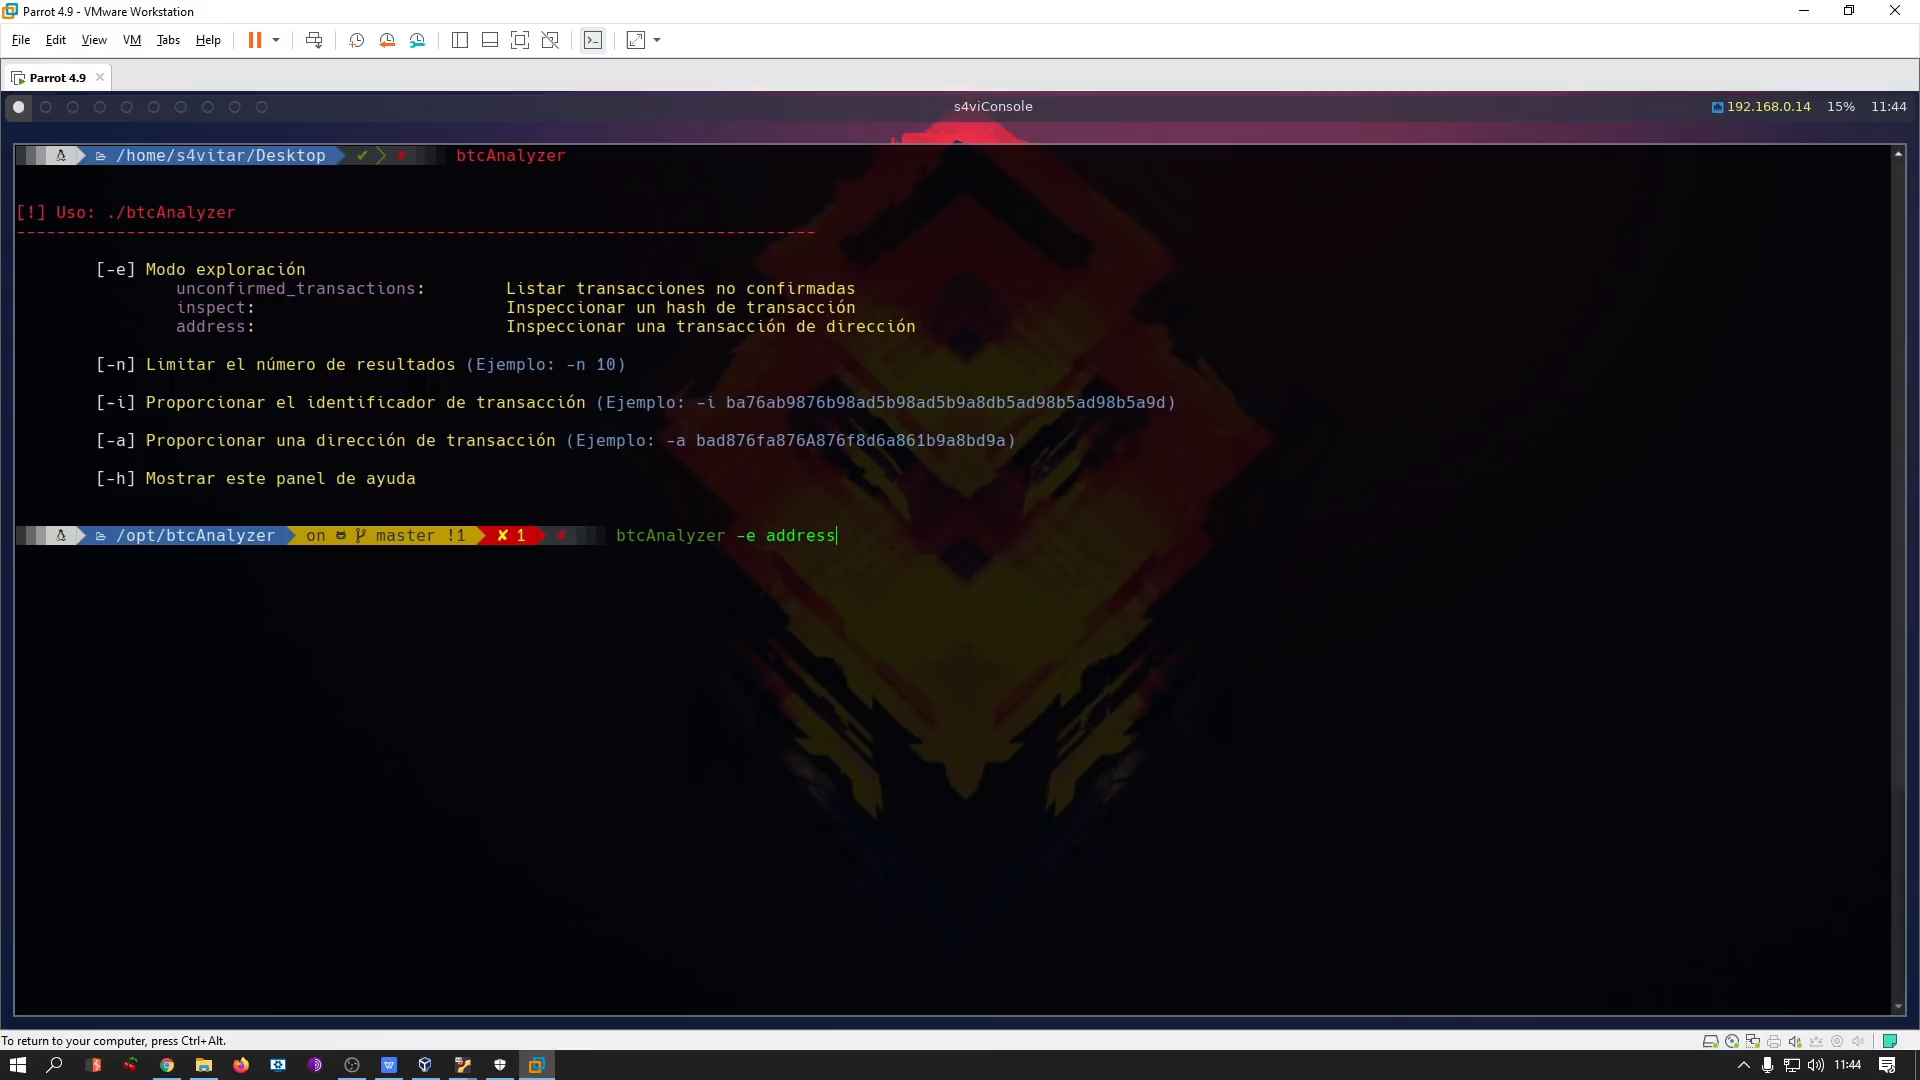 Parrot 4.9 - VMware Workstation
File Edit View VM Tabs Help
Parrot 4.9
s4viConsole 192.168.0.14 15% 11:44
/home/s4vitar/Desktop btcAnalyzer
[!] Uso: ./btcAnalyzer
--------------------------------------------------------------------------------
[-e] Modo exploración
unconfirmed_transactions: Listar transacciones no confirmadas
inspect: Inspeccionar un hash de transacción
address: Inspeccionar una transacción de dirección
[-n] Limitar el número de resultados (Ejemplo: -n 10)
[-i] Proporcionar el identificador de transacción (Ejemplo: -i ba76ab9876b98ad5b98ad5b9a8db5ad98b5ad98b5a9d)
[-a] Proporcionar una dirección de transacción (Ejemplo: -a bad876fa876A876f8d6a861b9a8bd9a)
[-h] Mostrar este panel de ayuda
/opt/btcAnalyzer on master !1 ✘ 1 btcAnalyzer -e address
To return to your computer, press Ctrl+Alt.
11:44